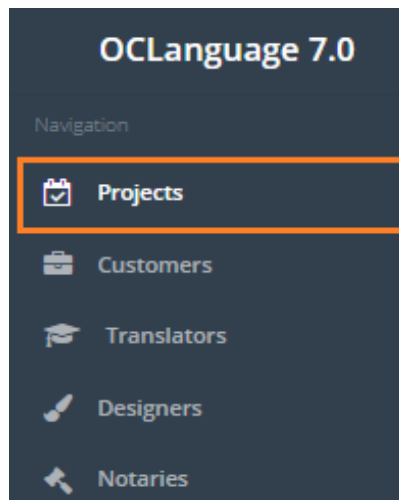 OCLanguage 7.0
Navigation
Projects
Customers
Translators
Designers
Notaries